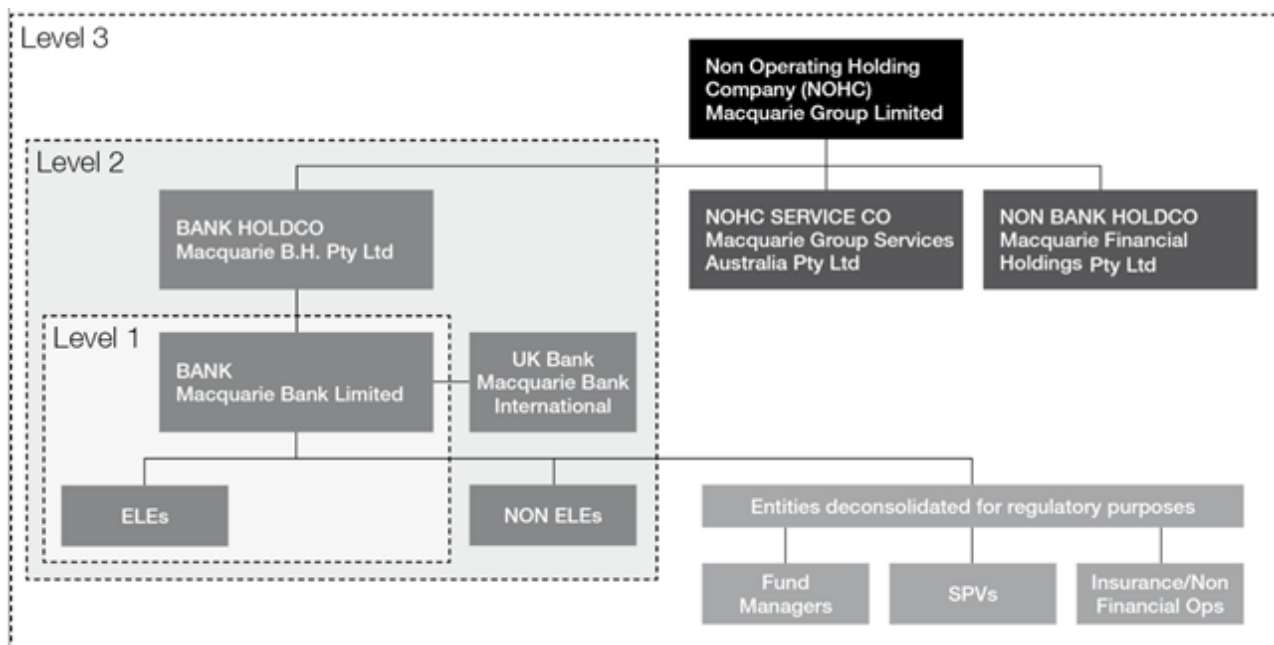 Level 3
Non Operating Holding
Company (NOHC)
Macquarie Group Limited
Level 2
BANK HOLDCO
Macquarie B.H. Pty Ltd
NOHC SERVICE CO
Macquarie Group Services
Australia Pty Ltd
NON BANK HOLDCO
Macquarie Financial
Holdings Pty Ltd
Level 1
BANK
Macquarie Bank Limited
UK Bank
Macquarie Bank
International
ELEs
NON ELEs
Entities deconsolidated for regulatory purposes
Fund
Managers
SPVs
Insurance/Non
Financial Ops